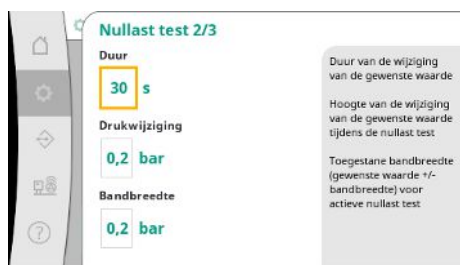 Nullast test 2/3
Duur
30 s
Drukwijziging
0,2 bar
Bandbreedte
0,2 bar
Duur van de wijziging
van de gewenste waarde
Hoogte van de wijziging
van de gewenste waarde
tijdens de nullast test
Toegestane bandbreedte
(gewenste waarde +/-
bandbreedte) voor
actieve nullast test
?